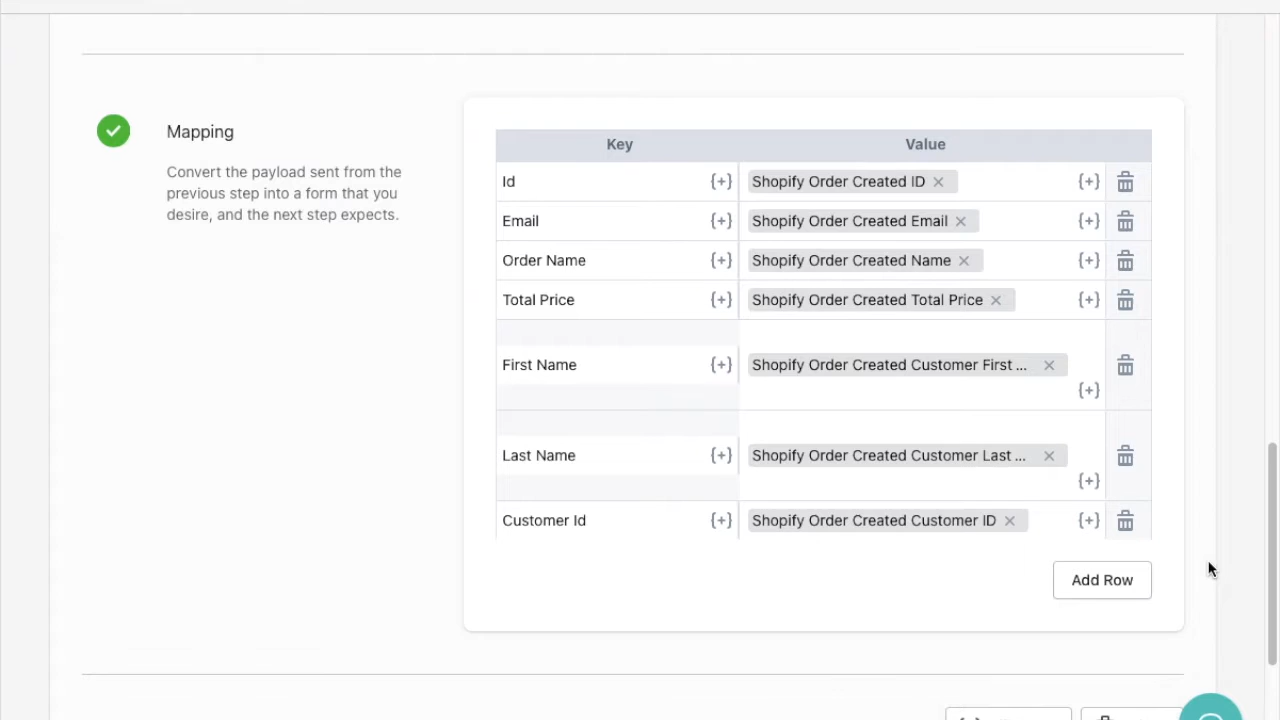 Mapping
Convert the payload sent from the
previous step into a form that you
desire, and the next step expects.
Key Value
Id {+} Shopify Order Created ID × {+}
Email {+} Shopify Order Created Email × {+}
Order Name {+} Shopify Order Created Name × {+}
Total Price {+} Shopify Order Created Total Price × {+}
First Name {+} Shopify Order Created Customer First ... × {+}
Last Name {+} Shopify Order Created Customer Last ... × {+}
Customer Id {+} Shopify Order Created Customer ID × {+}
Add Row